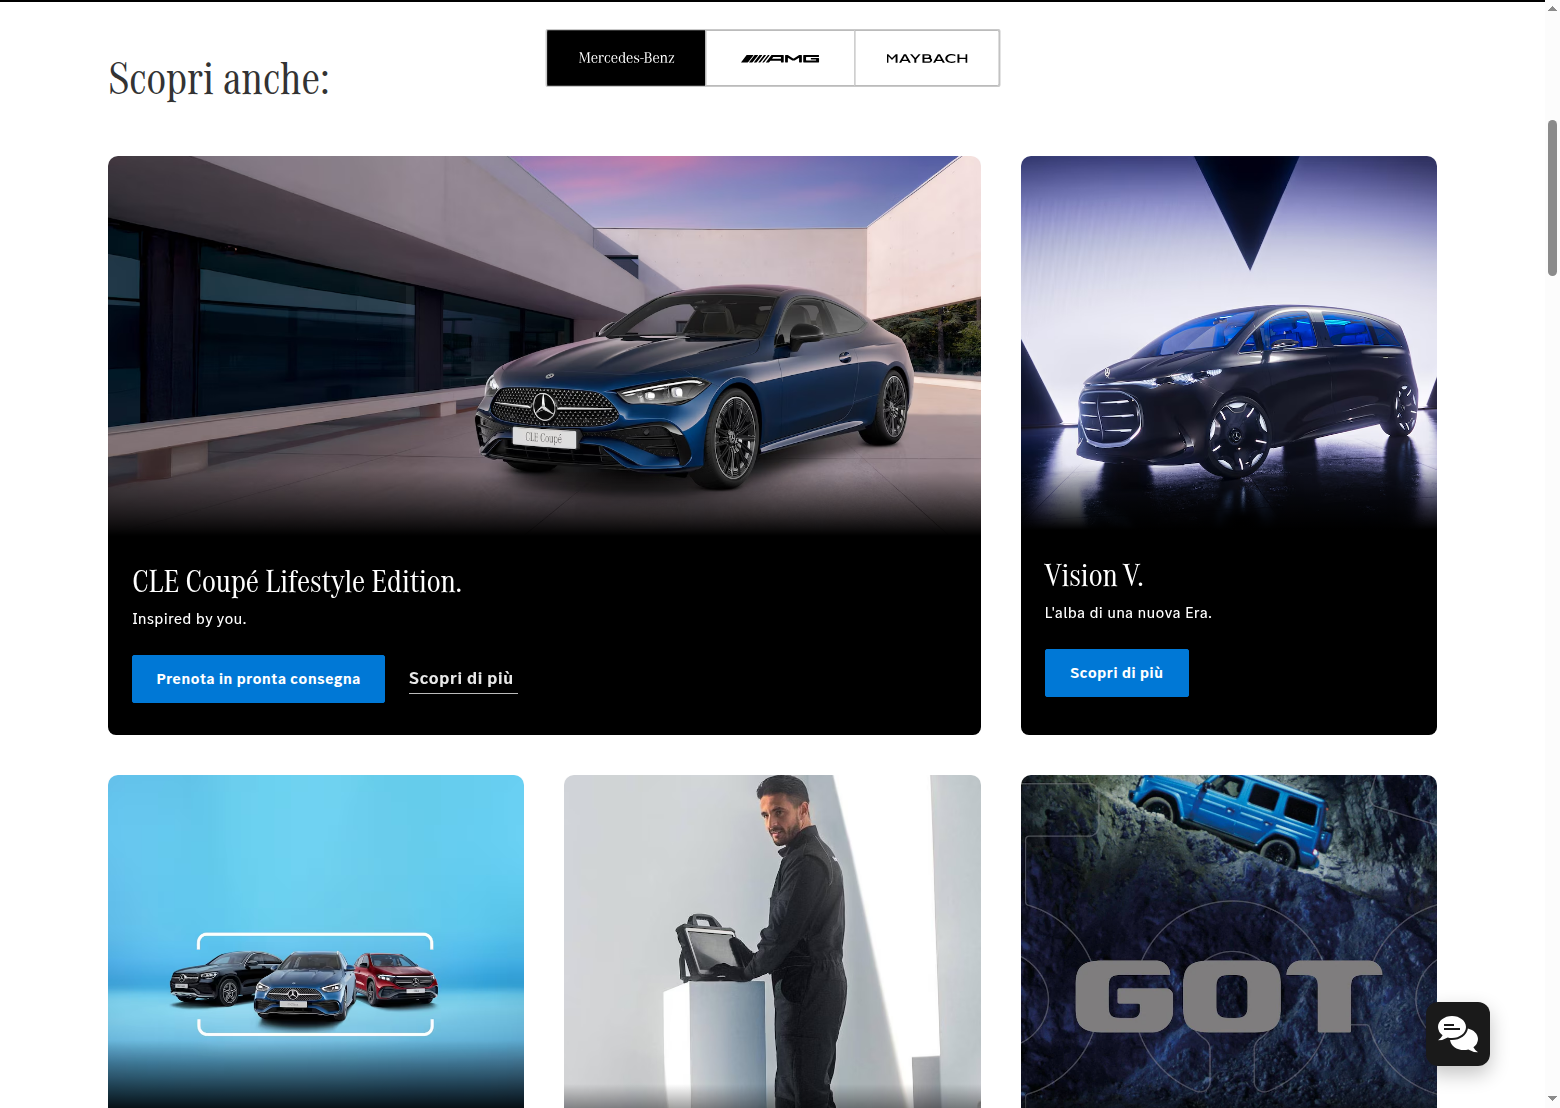 Scopri anche:
Mercedes-Benz
AMG
MAYBACH
CLE Coupé
CLE Coupé Lifestyle Edition.
Inspired by you.
Prenota in pronta consegna
Scopri di più
Vision V.
L'alba di una nuova Era.
Scopri di più
GOT